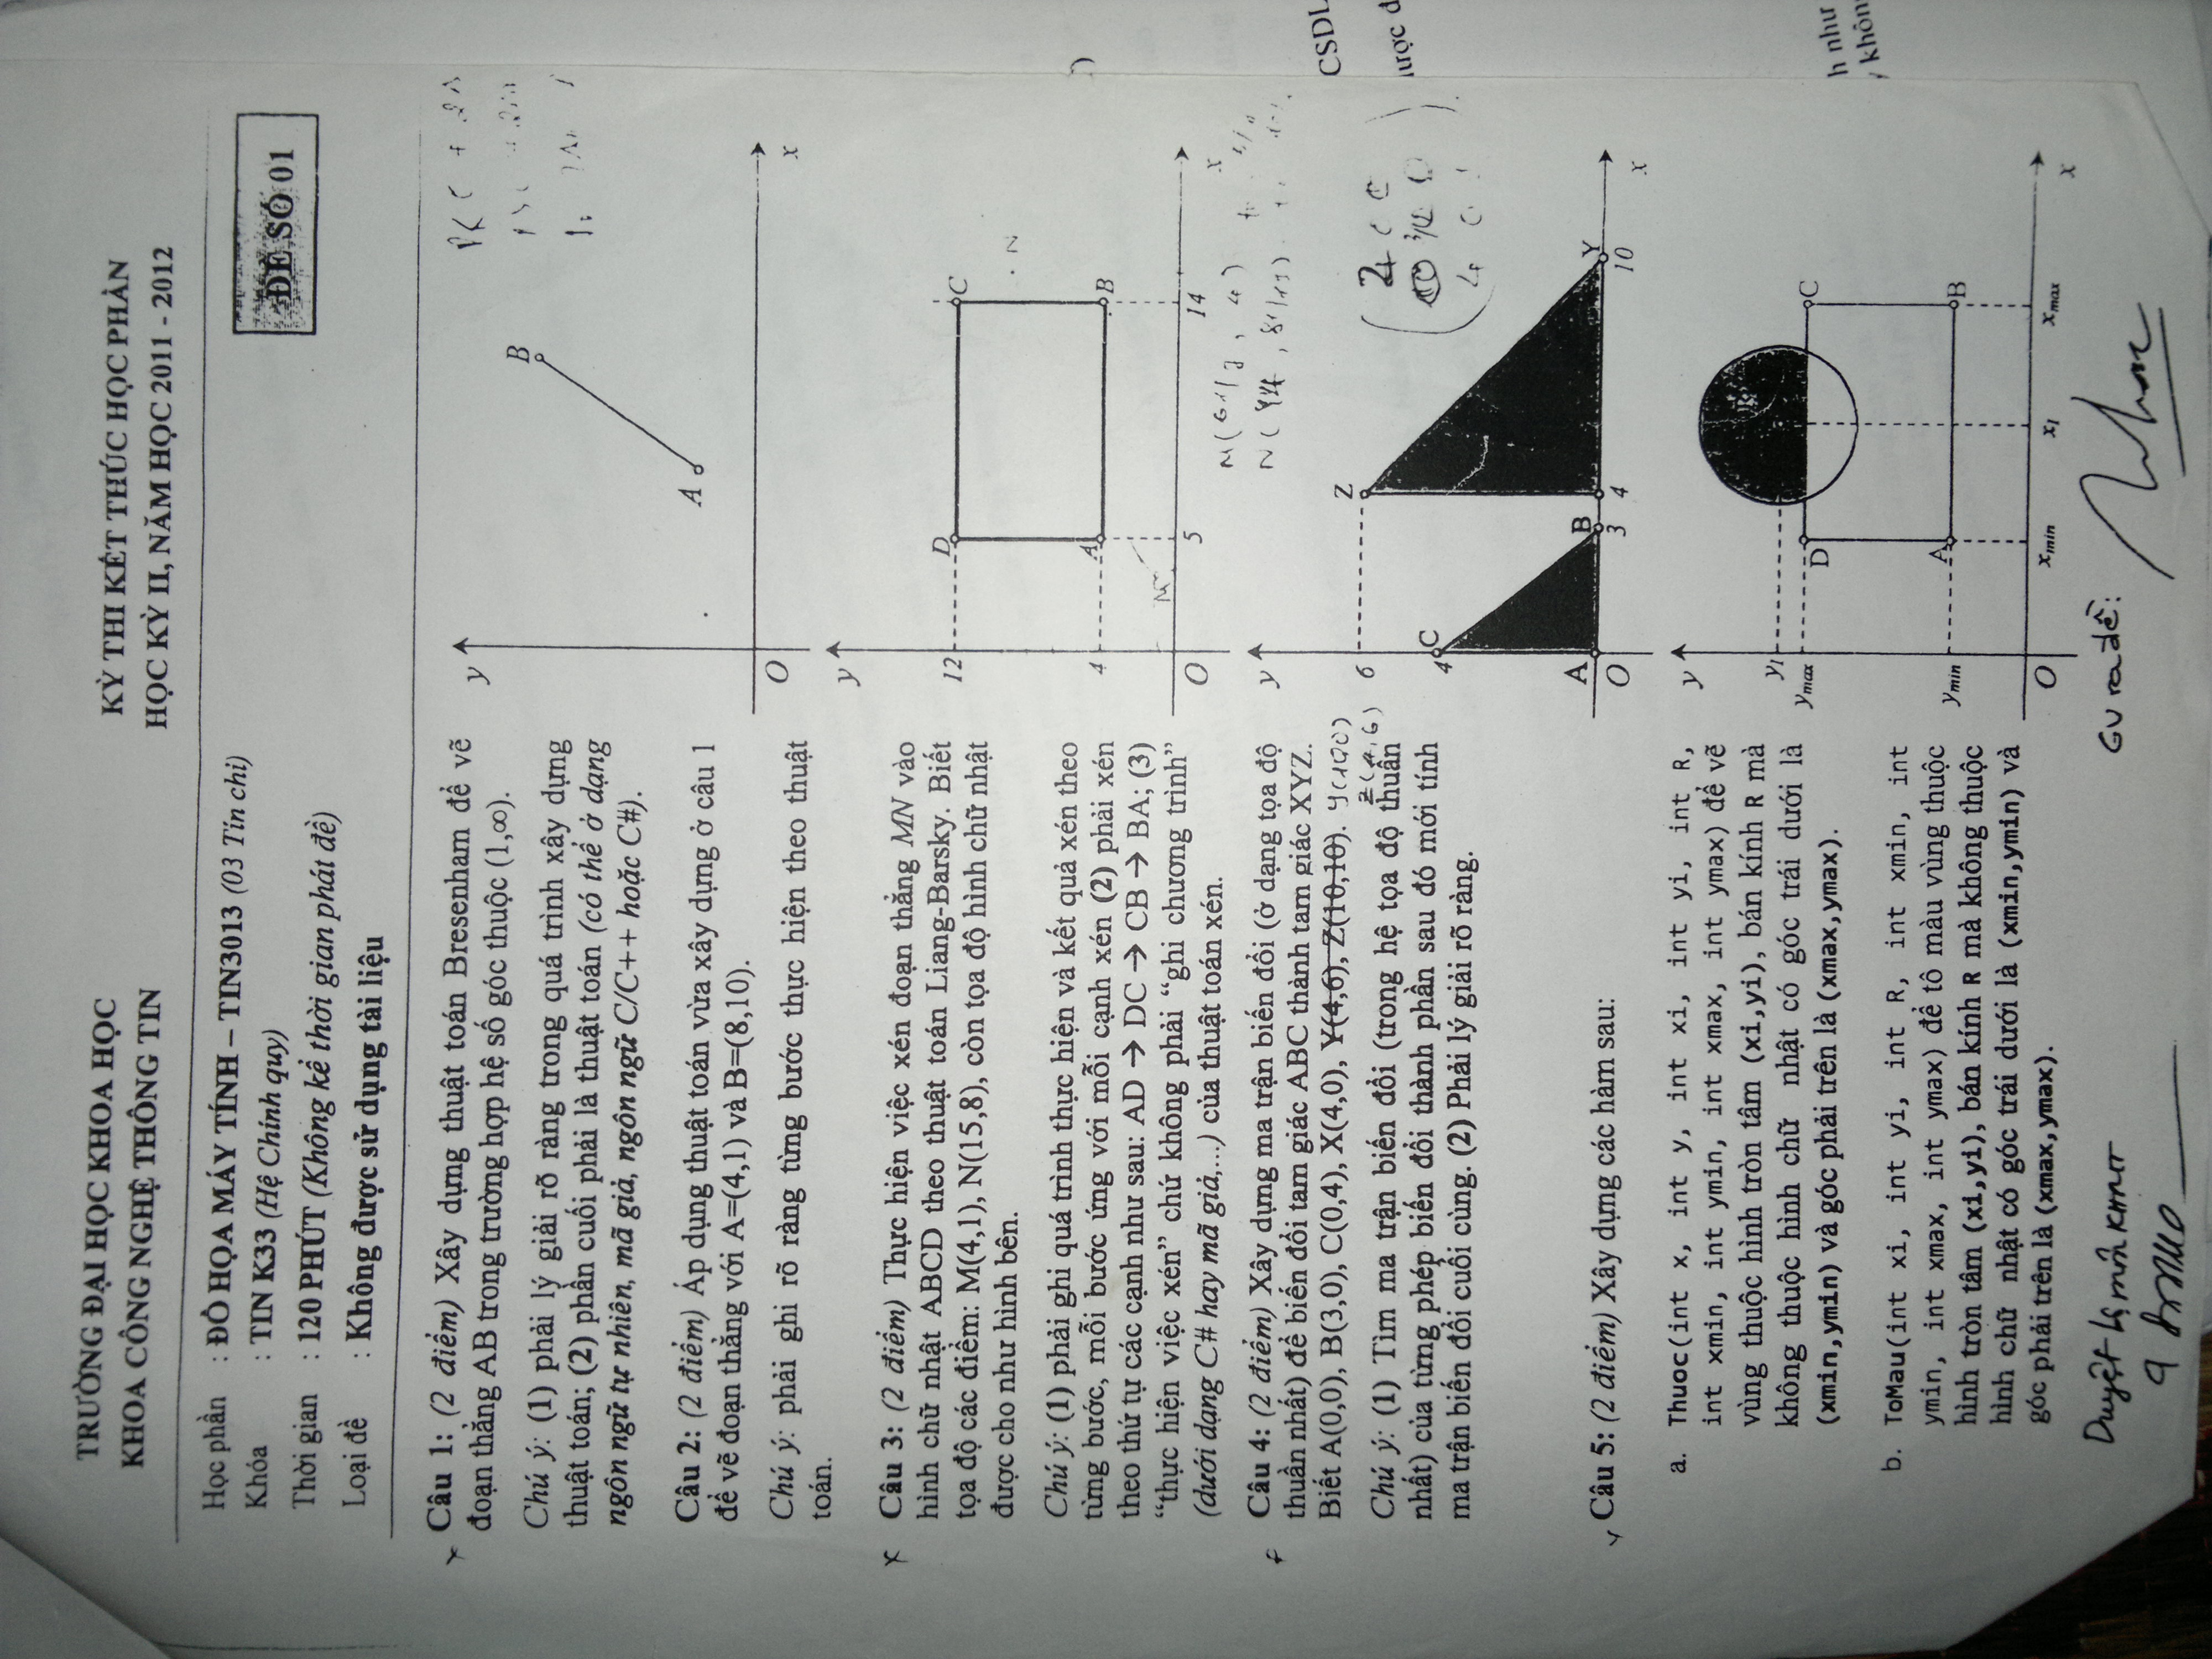 TRƯỜNG ĐẠI HỌC KHOA HỌC
KHOA CÔNG NGHỆ THÔNG TIN
KỲ THI KẾT THÚC HỌC PHẦN
HỌC KỲ II, NĂM HỌC 2011 - 2012
Học phần : ĐỒ HỌA MÁY TÍNH – TIN3013 (03 Tín chỉ)
Khóa : TIN K33 (Hệ Chính quy)
Thời gian : 120 PHÚT (Không kể thời gian phát đề)
Loại đề : Không được sử dụng tài liệu
ĐỀ SỐ 01
Câu 1: (2 điểm) Xây dựng thuật toán Bresenham để vẽ
đoạn thẳng AB trong trường hợp hệ số góc thuộc (1,∞).
Chú ý: (1) phải lý giải rõ ràng trong quá trình xây dựng
thuật toán; (2) phần cuối phải là thuật toán (có thể ở dạng
ngôn ngữ tự nhiên, mã giả, ngôn ngữ C/C++ hoặc C#).
y
B
A
O
x
Câu 2: (2 điểm) Áp dụng thuật toán vừa xây dựng ở câu 1
để vẽ đoạn thẳng với A=(4,1) và B=(8,10).
Chú ý: phải ghi rõ ràng từng bước thực hiện theo thuật
toán.
Câu 3: (2 điểm) Thực hiện việc xén đoạn thẳng MN vào
hình chữ nhật ABCD theo thuật toán Liang-Barsky. Biết
tọa độ các điểm: M(4,1), N(15,8), còn tọa độ hình chữ nhật
được cho như hình bên.
Chú ý: (1) phải ghi quá trình thực hiện và kết quả xén theo
từng bước, mỗi bước ứng với mỗi cạnh xén (2) phải xén
theo thứ tự các cạnh như sau: AD → DC → CB → BA; (3)
“thực hiện việc xén” chứ không phải “ghi chương trình”
(dưới dạng C# hay mã giả,...) của thuật toán xén.
y
12
D
C
N
4
A
B
M
O
5
14
x
Câu 4: (2 điểm) Xây dựng ma trận biến đổi (ở dạng tọa độ
thuần nhất) để biến đổi tam giác ABC thành tam giác XYZ.
Biết A(0,0), B(3,0), C(0,4), X(4,0), Y(4,6), Z(10,10). Y(10,0)
Z(4,6)
Chú ý: (1) Tìm ma trận biến đổi (trong hệ tọa độ thuần
nhất) của từng phép biến đổi thành phần sau đó mới tính
ma trận biến đổi cuối cùng. (2) Phải lý giải rõ ràng.
y
Z
6
4
C
A
B
Y
O
3
4
10
x
Câu 5: (2 điểm) Xây dựng các hàm sau:
a. Thuoc(int x, int y, int xi, int yi, int R,
int xmin, int ymin, int xmax, int ymax) để vẽ
vùng thuộc hình tròn tâm (xi,yi), bán kính R mà
không thuộc hình chữ nhật có góc trái dưới là
(xmin,ymin) và góc phải trên là (xmax,ymax).
b. ToMau(int xi, int yi, int R, int xmin, int
ymin, int xmax, int ymax) để tô màu vùng thuộc
hình tròn tâm (xi,yi), bán kính R mà không thuộc
hình chữ nhật có góc trái dưới là (xmin,ymin) và
góc phải trên là (xmax,ymax).
y
R
yI
ymax
D
C
ymin
A
B
O
xmin
xI
xmax
x
CSDL
h như
GV ra đề: